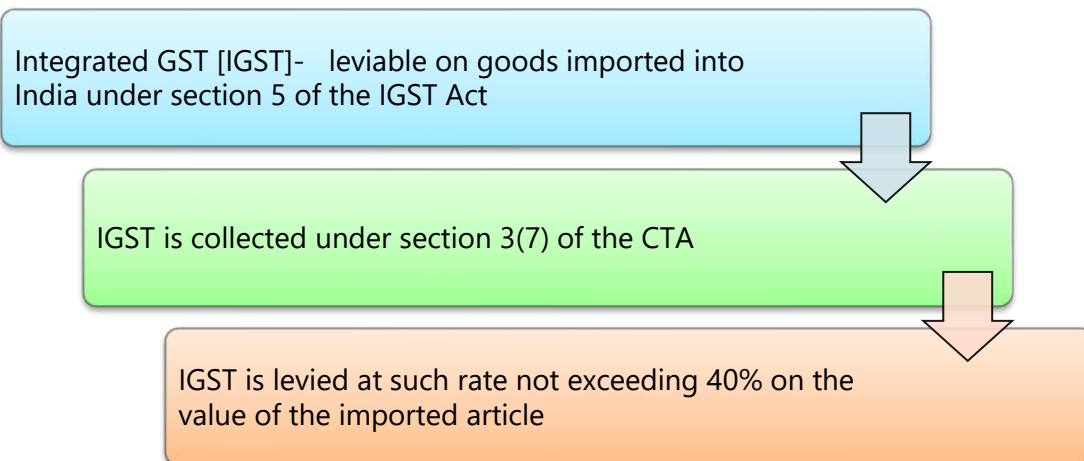 Integrated GST [IGST]-   leviable on goods imported into
India under section 5 of the IGST Act
IGST is collected under section 3(7) of the CTA
IGST is levied at such rate not exceeding 40% on the
value of the imported article